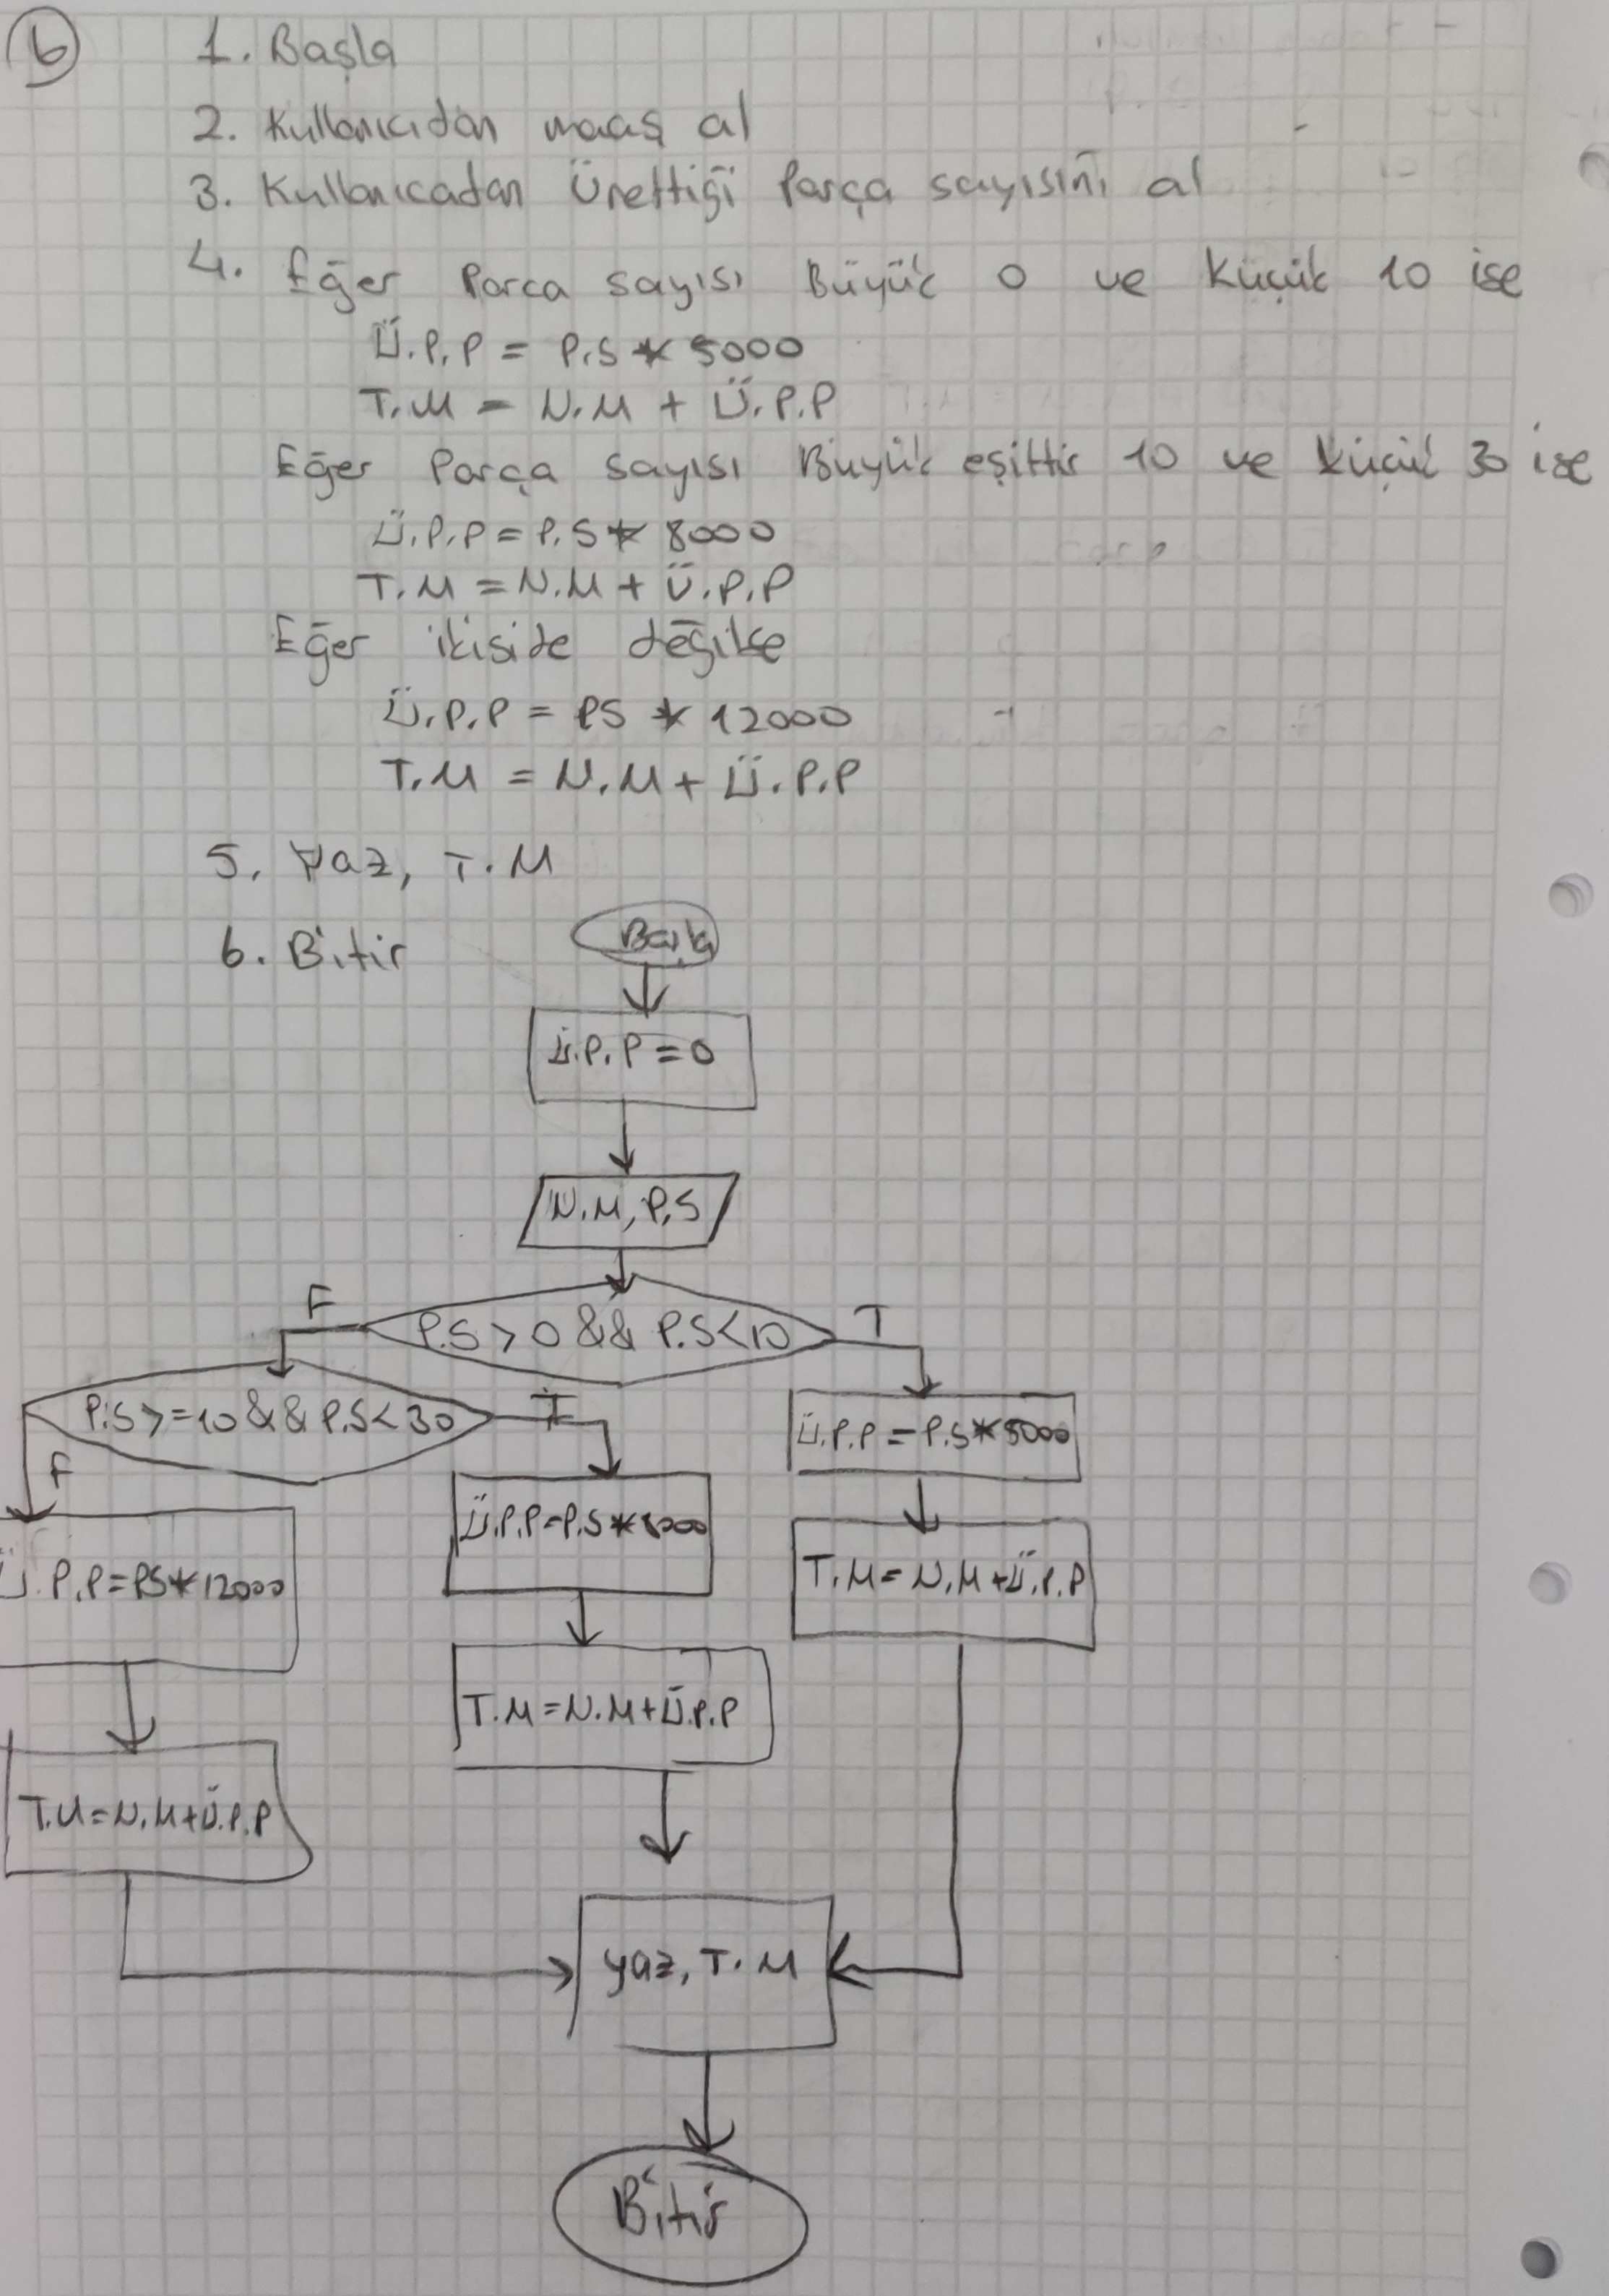 6
1. Başla
2. Kullanıcıdan maaş al
3. Kullanıcadan Ürettiği Parça sayısını al
4. Eğer Parca sayısı Büyük 0 ve Küçük 10 ise
Ü.P.P = P.S * 5000
T.M = N.M + Ü.P.P
Eğer Parça sayısı Büyük eşittir 10 ve küçük 30 ise
Ü.P.P = P.S * 8000
T.M = N.M + Ü.P.P
Eğer ikiside değilse
Ü.P.P = PS * 12000
T.M = N.M + Ü.P.P
5. Yaz, T.M
6. Bitir
Başla
Ü.P.P = 0
N.M, P.S
F
P.S > 0 && P.S < 10
T
P.S >= 10 && P.S < 30
T
F
Ü.P.P = P.S * 5000
Ü.P.P = P.S * 8000
T.M = N.M + Ü.P.P
Ü.P.P = PS * 12000
T.M = N.M + Ü.P.P
T.M = N.M + Ü.P.P
yaz, T.M
Bitir